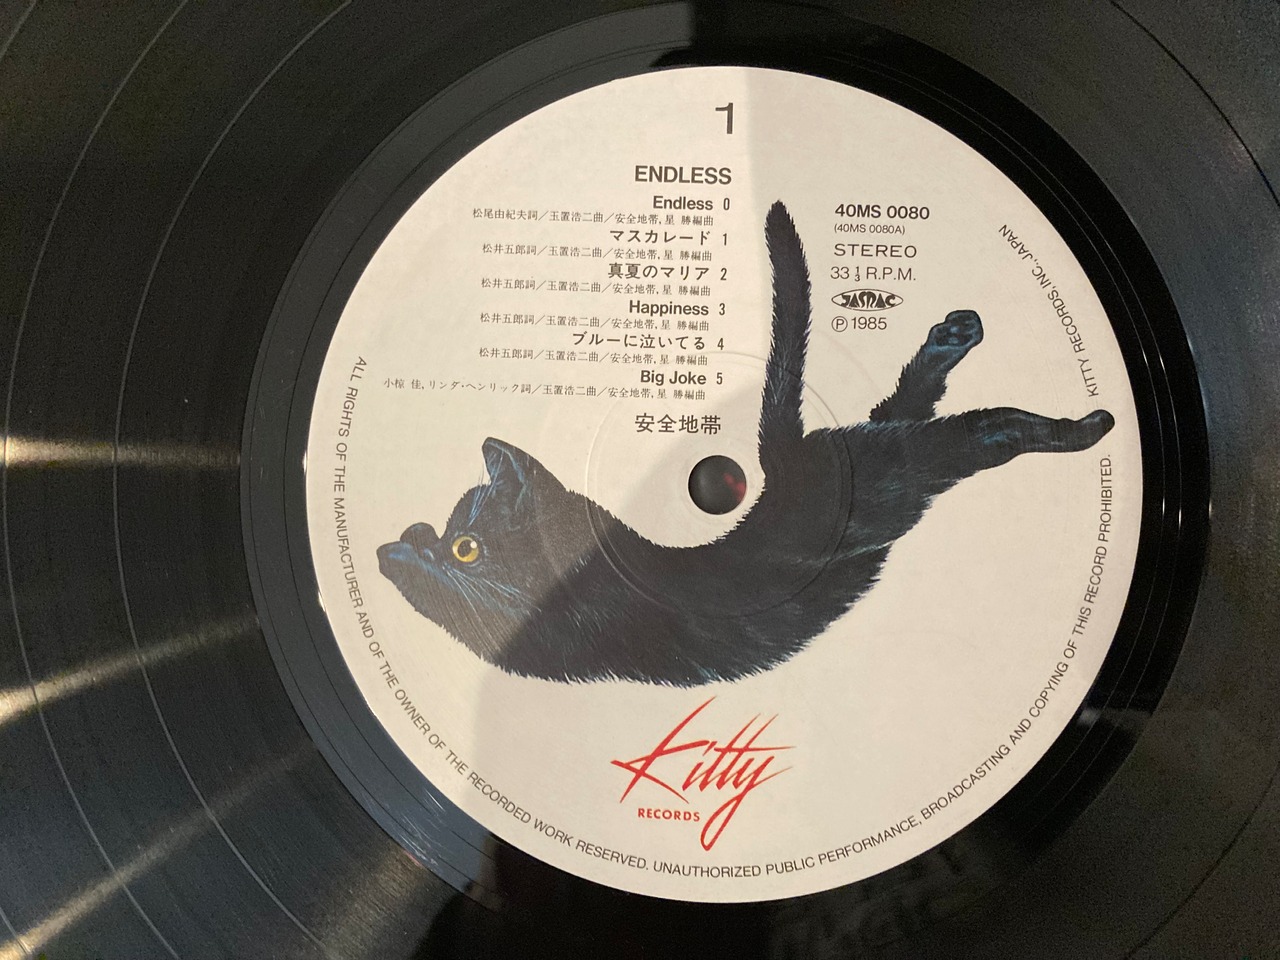 1
ENDLESS
Endless 0
松尾由紀夫詞／玉置浩二曲／安全地帯, 星 勝編曲
マスカレード 1
松井五郎詞／玉置浩二曲／安全地帯, 星 勝編曲
真夏のマリア 2
松井五郎詞／玉置浩二曲／安全地帯, 星 勝編曲
Happiness 3
松井五郎詞／玉置浩二曲／安全地帯, 星 勝編曲
ブルーに泣いてる 4
松井五郎詞／玉置浩二曲／安全地帯, 星 勝編曲
Big Joke 5
小椋 佳, リンダ・ヘンリック詞／玉置浩二曲／安全地帯, 星 勝編曲
安全地帯
40MS 0080
(40MS 0080A)
STEREO
33 1/3 R.P.M.
JASRAC
Ⓟ 1985
Kitty
RECORDS
ALL RIGHTS OF THE MANUFACTURER AND OF THE OWNER OF THE RECORDED WORK RESERVED. UNAUTHORIZED PUBLIC PERFORMANCE, BROADCASTING AND COPYING OF THIS RECORD PROHIBITED. KITTY RECORDS, INC., JAPAN